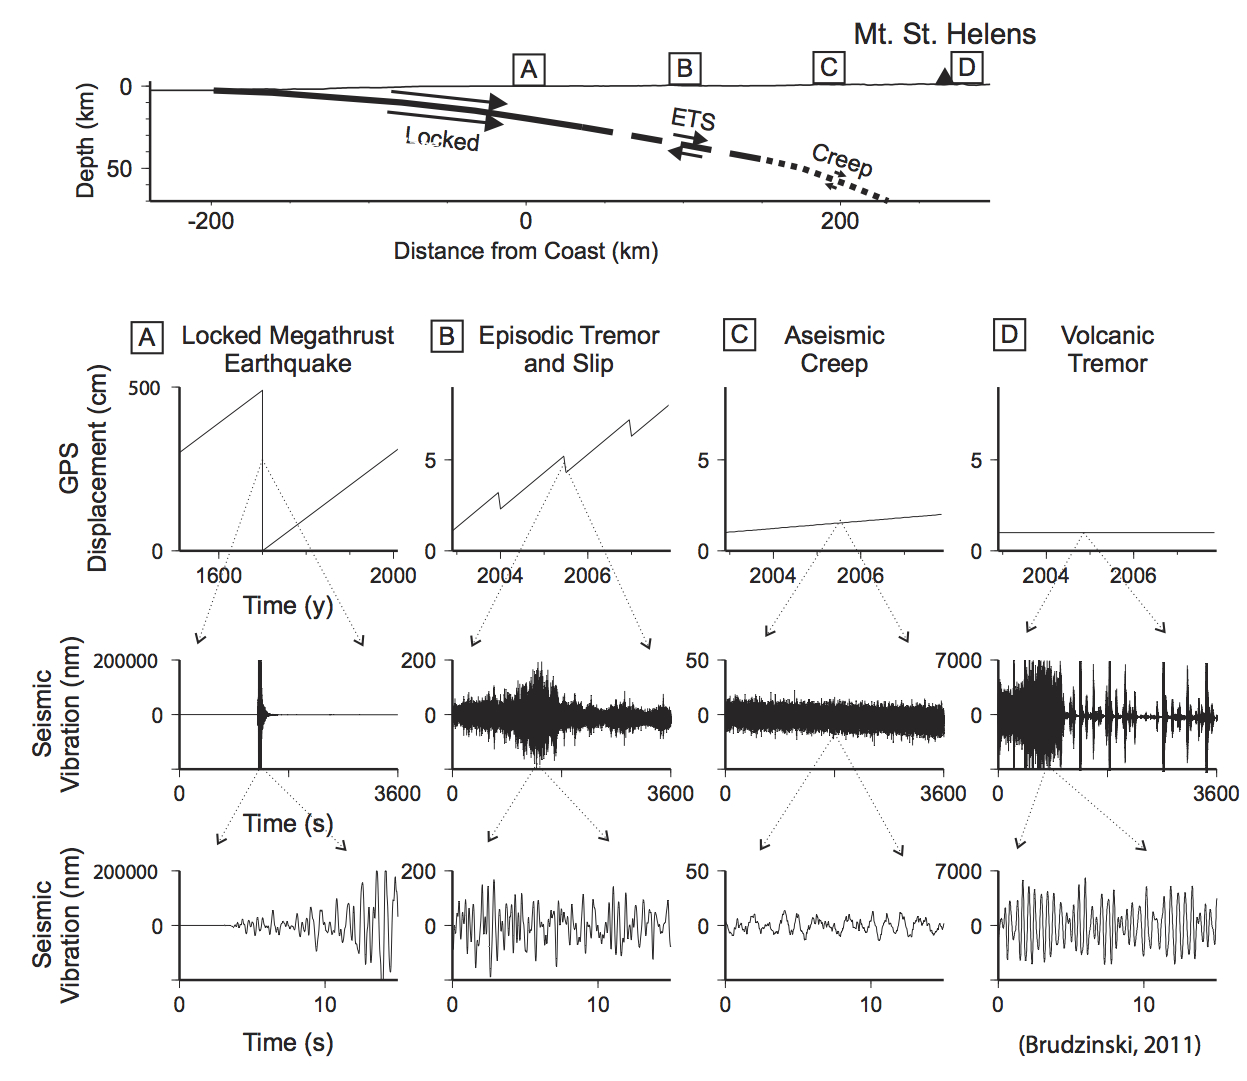 Mt. St. Helens
A B C D
0
50
Depth (km)
Locked
ETS
Creep
-200 0 200
Distance from Coast (km)
A Locked Megathrust Earthquake
B Episodic Tremor and Slip
C Aseismic Creep
D Volcanic Tremor
GPS Displacement (cm)
500
0
1600 2000
Time (y)
5
0
2004 2006
5
0
2004 2006
5
0
2004 2006
Seismic Vibration (nm)
200000
0
0 3600
Time (s)
200
0
0 3600
50
0
0 3600
7000
0
0 3600
Seismic Vibration (nm)
200000
0
0 10
Time (s)
200
0
0 10
50
0
0 10
7000
0
0 10
(Brudzinski, 2011)